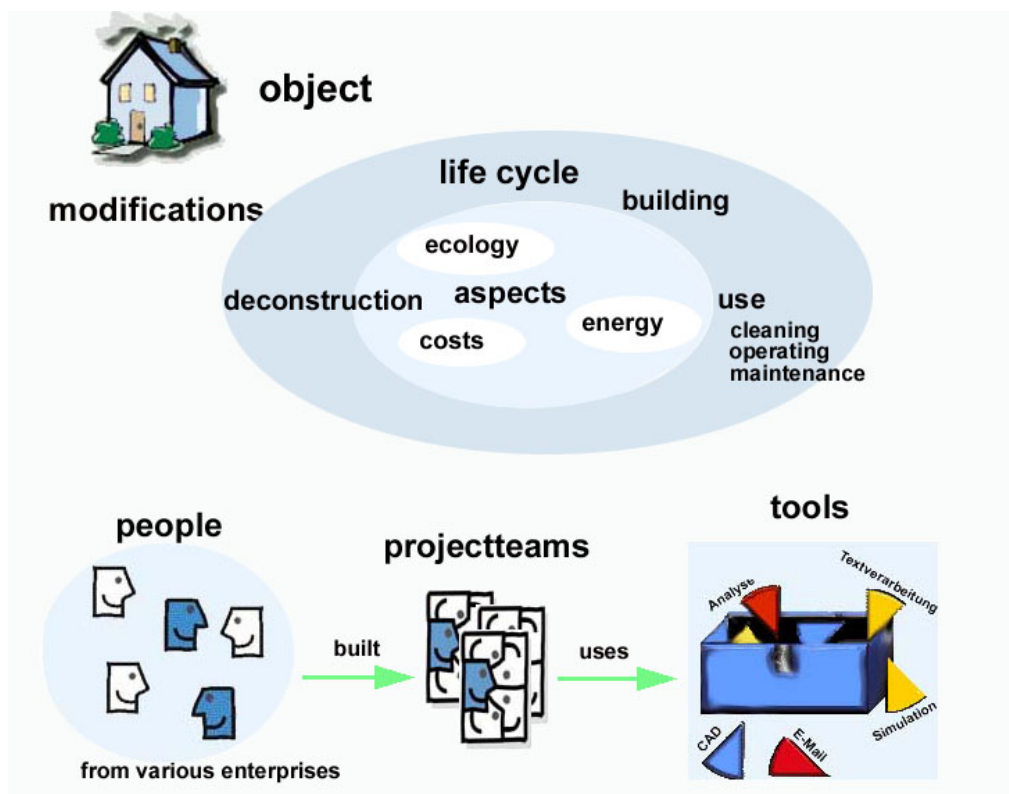 object
life cycle
modifications
building
ecology
deconstruction
aspects
use
costs
energy
cleaning
operating
maintenance
people
projectteams
tools
built
uses
from various enterprises
Analyse
Textverarbeitung
Simulation
CAD
E-Mail